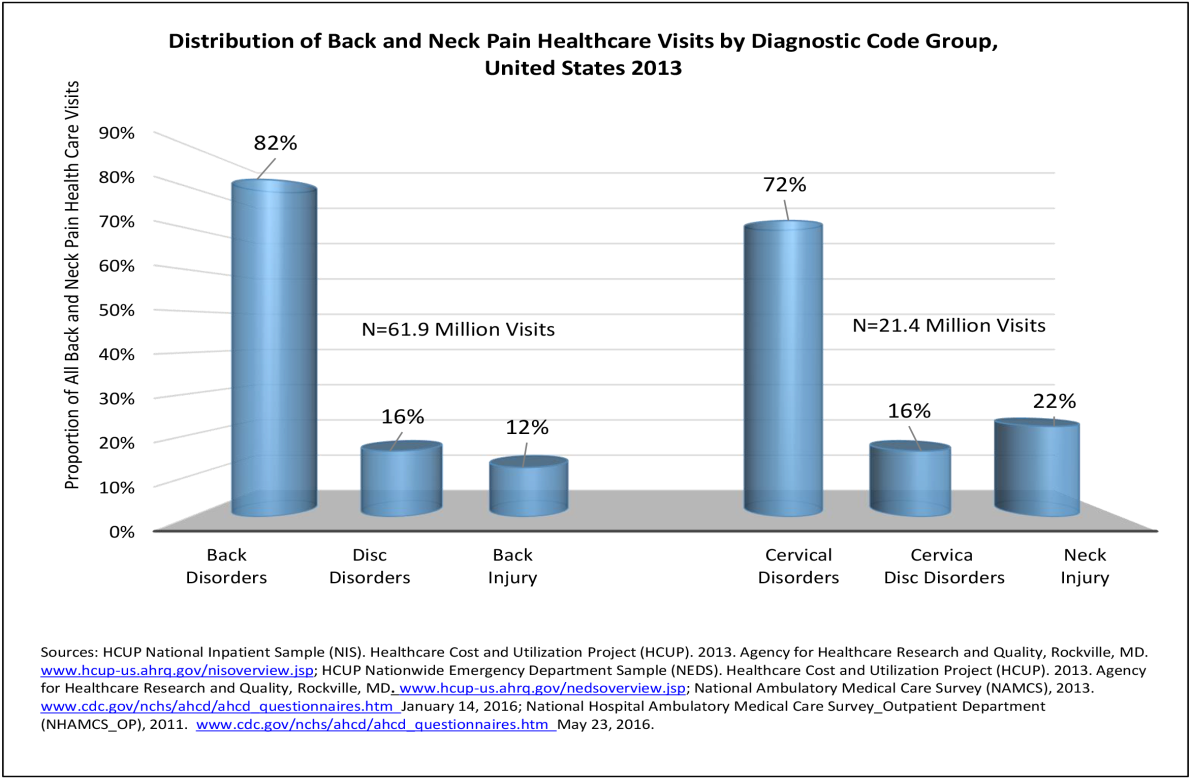 Distribution of Back and Neck Pain Healthcare Visits by Diagnostic Code Group,
United States 2013
Proportion of All Back and Neck Pain Health Care Visits
90%
80%
70%
60%
50%
40%
30%
20%
10%
0%
82%
16%
12%
N=61.9 Million Visits
72%
16%
22%
N=21.4 Million Visits
Back
Disorders
Disc
Disorders
Back
Injury
Cervical
Disorders
Cervica
Disc Disorders
Neck
Injury
Sources: HCUP National Inpatient Sample (NIS). Healthcare Cost and Utilization Project (HCUP). 2013. Agency for Healthcare Research and Quality, Rockville, MD.
www.hcup-us.ahrq.gov/nisoverview.jsp; HCUP Nationwide Emergency Department Sample (NEDS). Healthcare Cost and Utilization Project (HCUP). 2013. Agency
for Healthcare Research and Quality, Rockville, MD. www.hcup-us.ahrq.gov/nedsoverview.jsp; National Ambulatory Medical Care Survey (NAMCS), 2013.
www.cdc.gov/nchs/ahcd/ahcd_questionnaires.htm January 14, 2016; National Hospital Ambulatory Medical Care Survey_Outpatient Department
(NHAMCS_OP), 2011. www.cdc.gov/nchs/ahcd/ahcd_questionnaires.htm May 23, 2016.